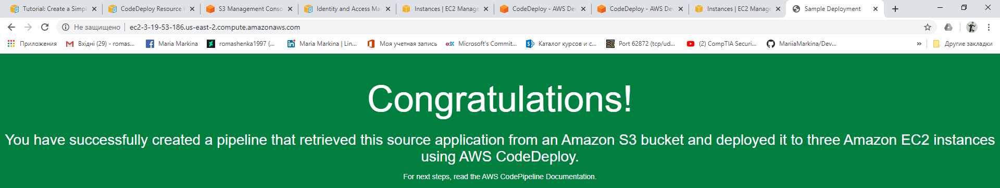 Tutorial: Create a Simpl
CodeDeploy Resource
S3 Management Conso
Identity and Access Ma
Instances | EC2 Manage
CodeDeploy - AWS De
CodeDeploy - AWS De
Instances | EC2 Manage
Sample Deployment
Не защищено | ec2-3-19-53-186.us-east-2.compute.amazonaws.com
Приложения
Вхідні (29) - romas...
Maria Markina
romashenka1997 (...
Maria Markina | Lin...
Моя учетная запись
edX Microsoft's Commit...
Каталог курсов и с...
Port 62872 (tcp/ud...
(2) CompTIA Securi...
MariiaMarkina/Dev...
»
Другие закладки
Congratulations!
You have successfully created a pipeline that retrieved this source application from an Amazon S3 bucket and deployed it to three Amazon EC2 instances
using AWS CodeDeploy.
For next steps, read the AWS CodePipeline Documentation.